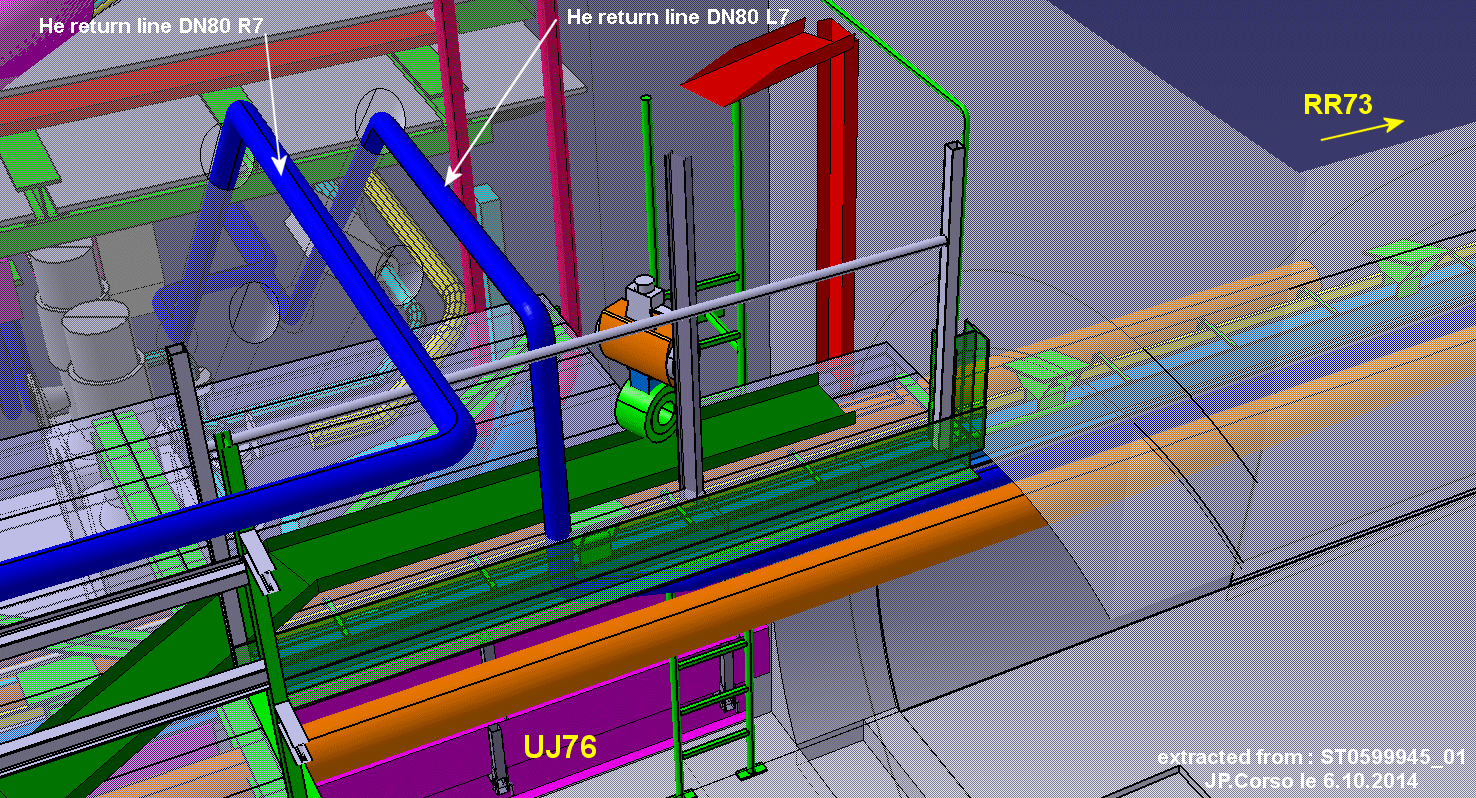 He return line DN80 R7
He return line DN80 L7
RR73
UJ76
extracted from : ST0599945_01
JP.Corso le 6.10.2014